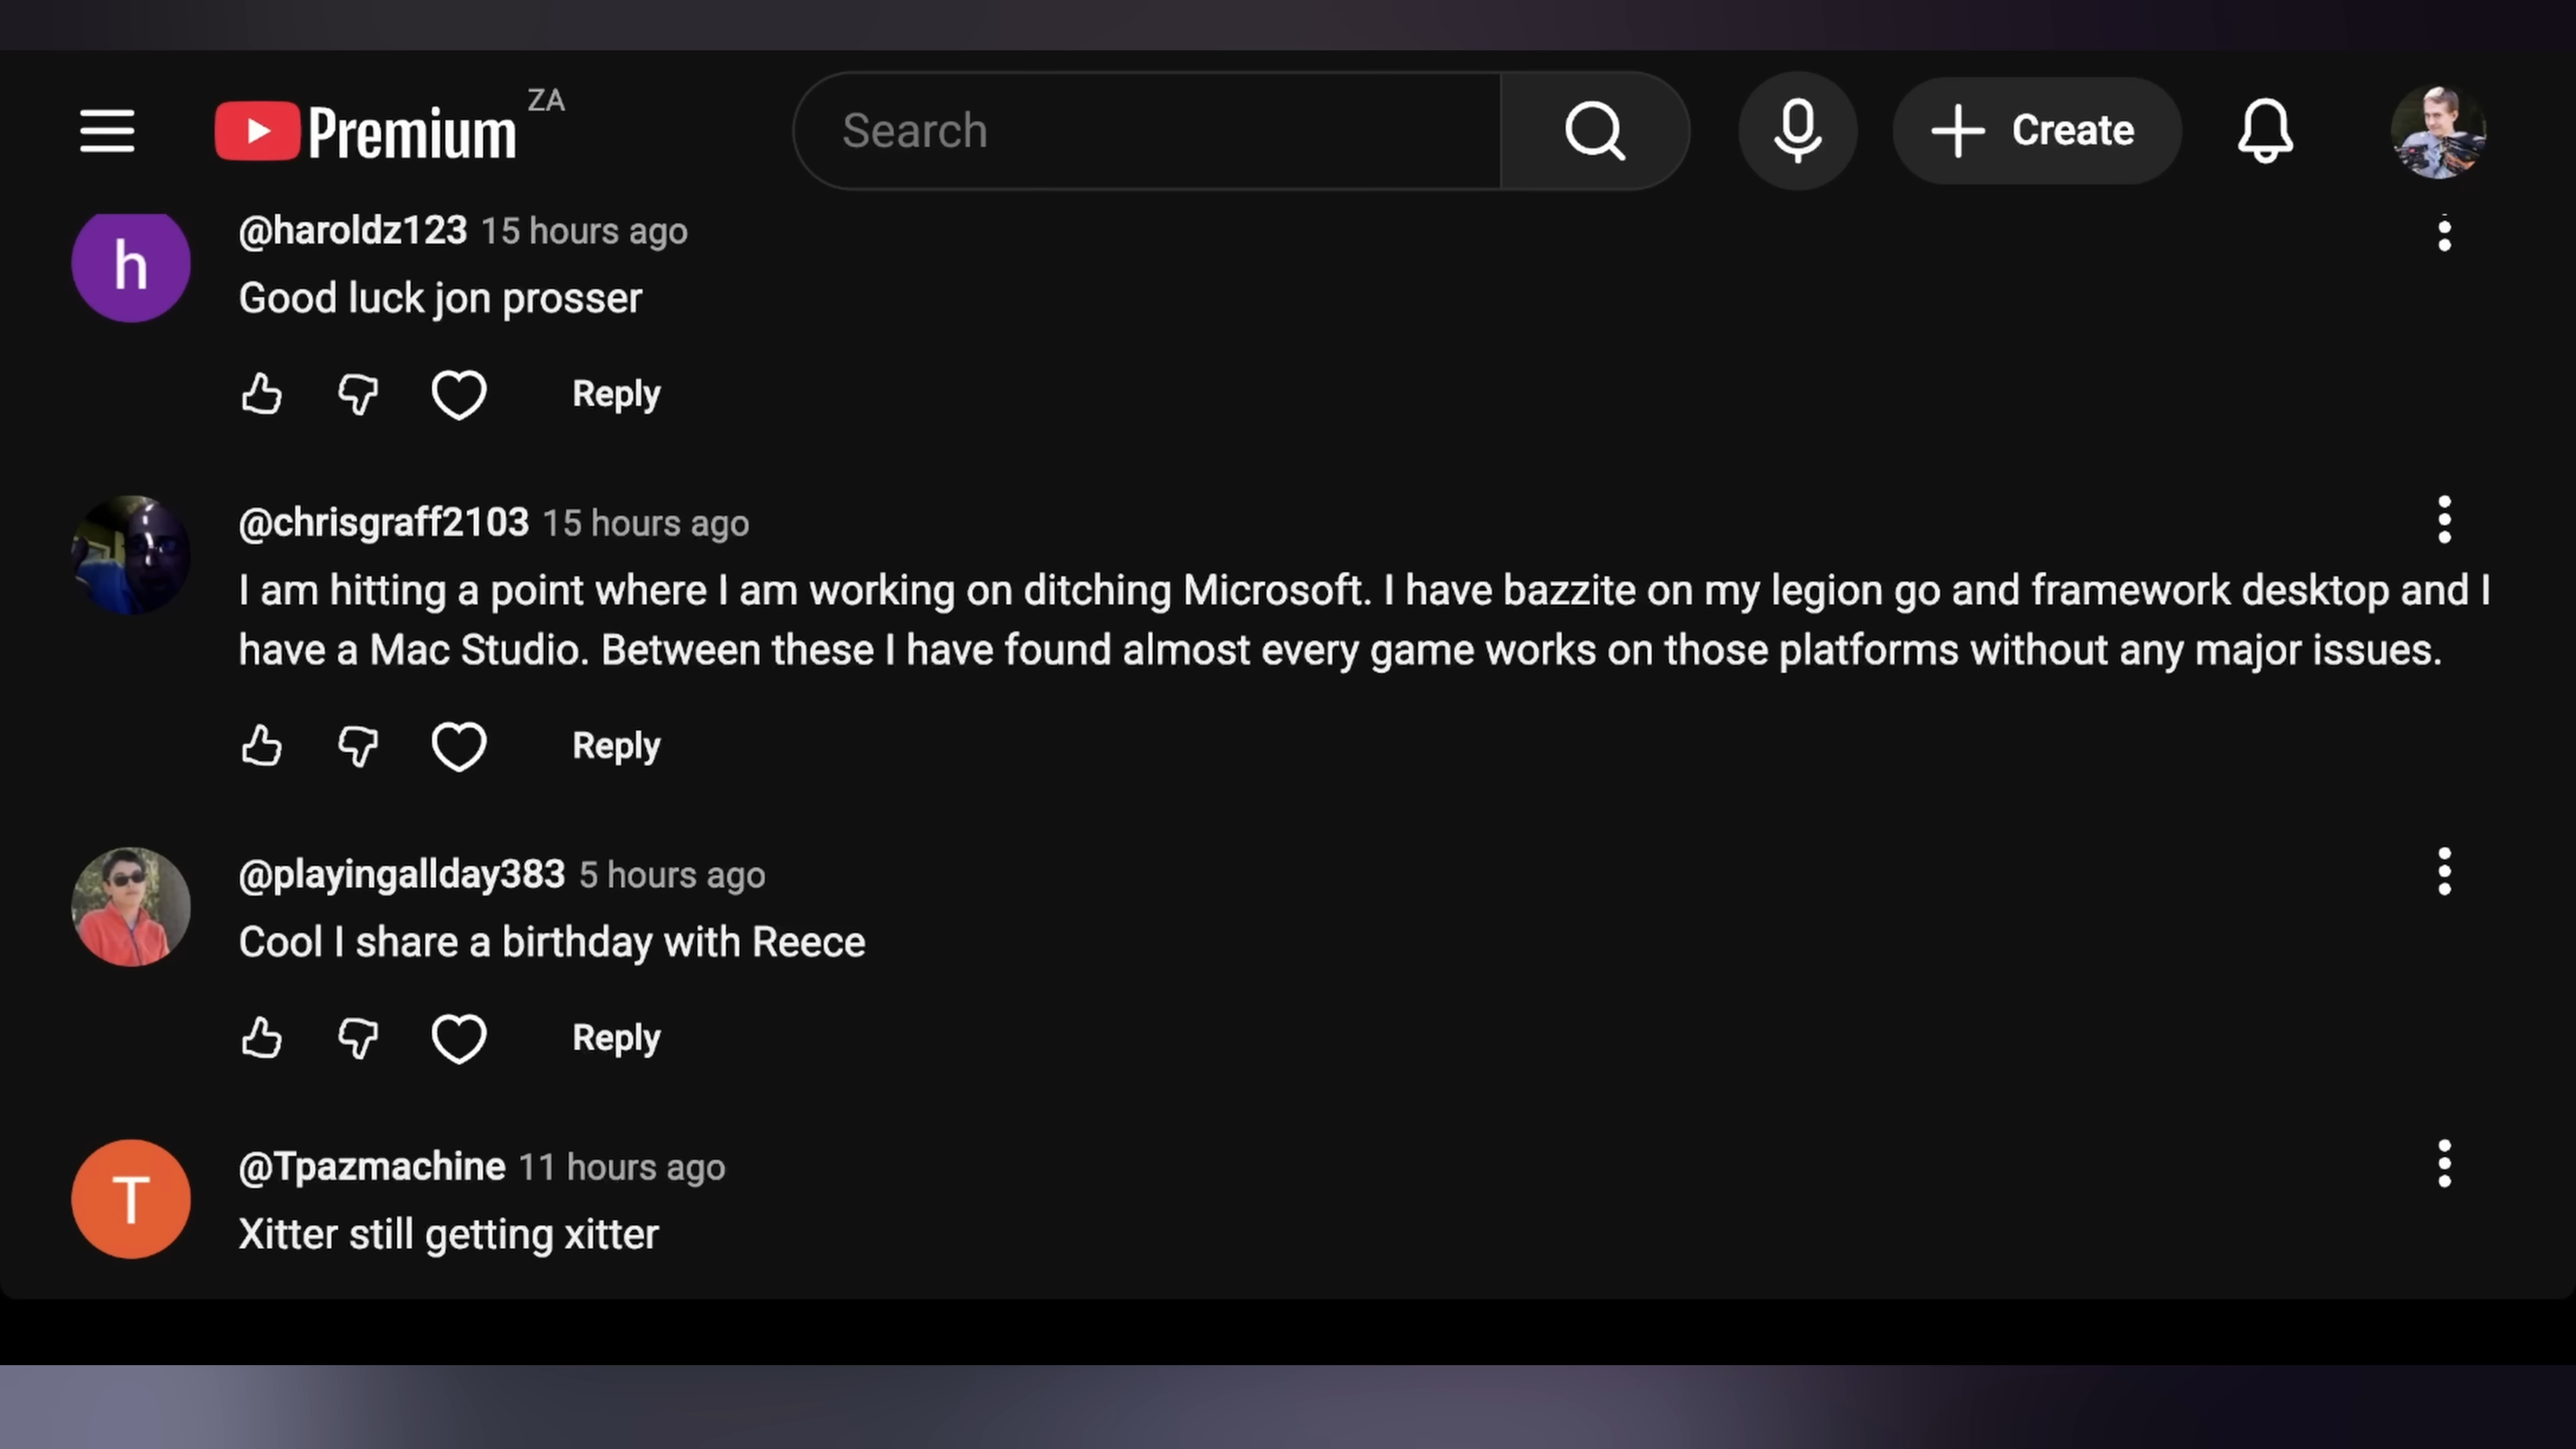 Premium ZA
Search
Create
h
@haroldz123 15 hours ago
Good luck jon prosser
Reply
@chrisgraff2103 15 hours ago
I am hitting a point where I am working on ditching Microsoft. I have bazzite on my legion go and framework desktop and I
have a Mac Studio. Between these I have found almost every game works on those platforms without any major issues.
Reply
@playingallday383 5 hours ago
Cool I share a birthday with Reece
Reply
T
@Tpazmachine 11 hours ago
Xitter still getting xitter